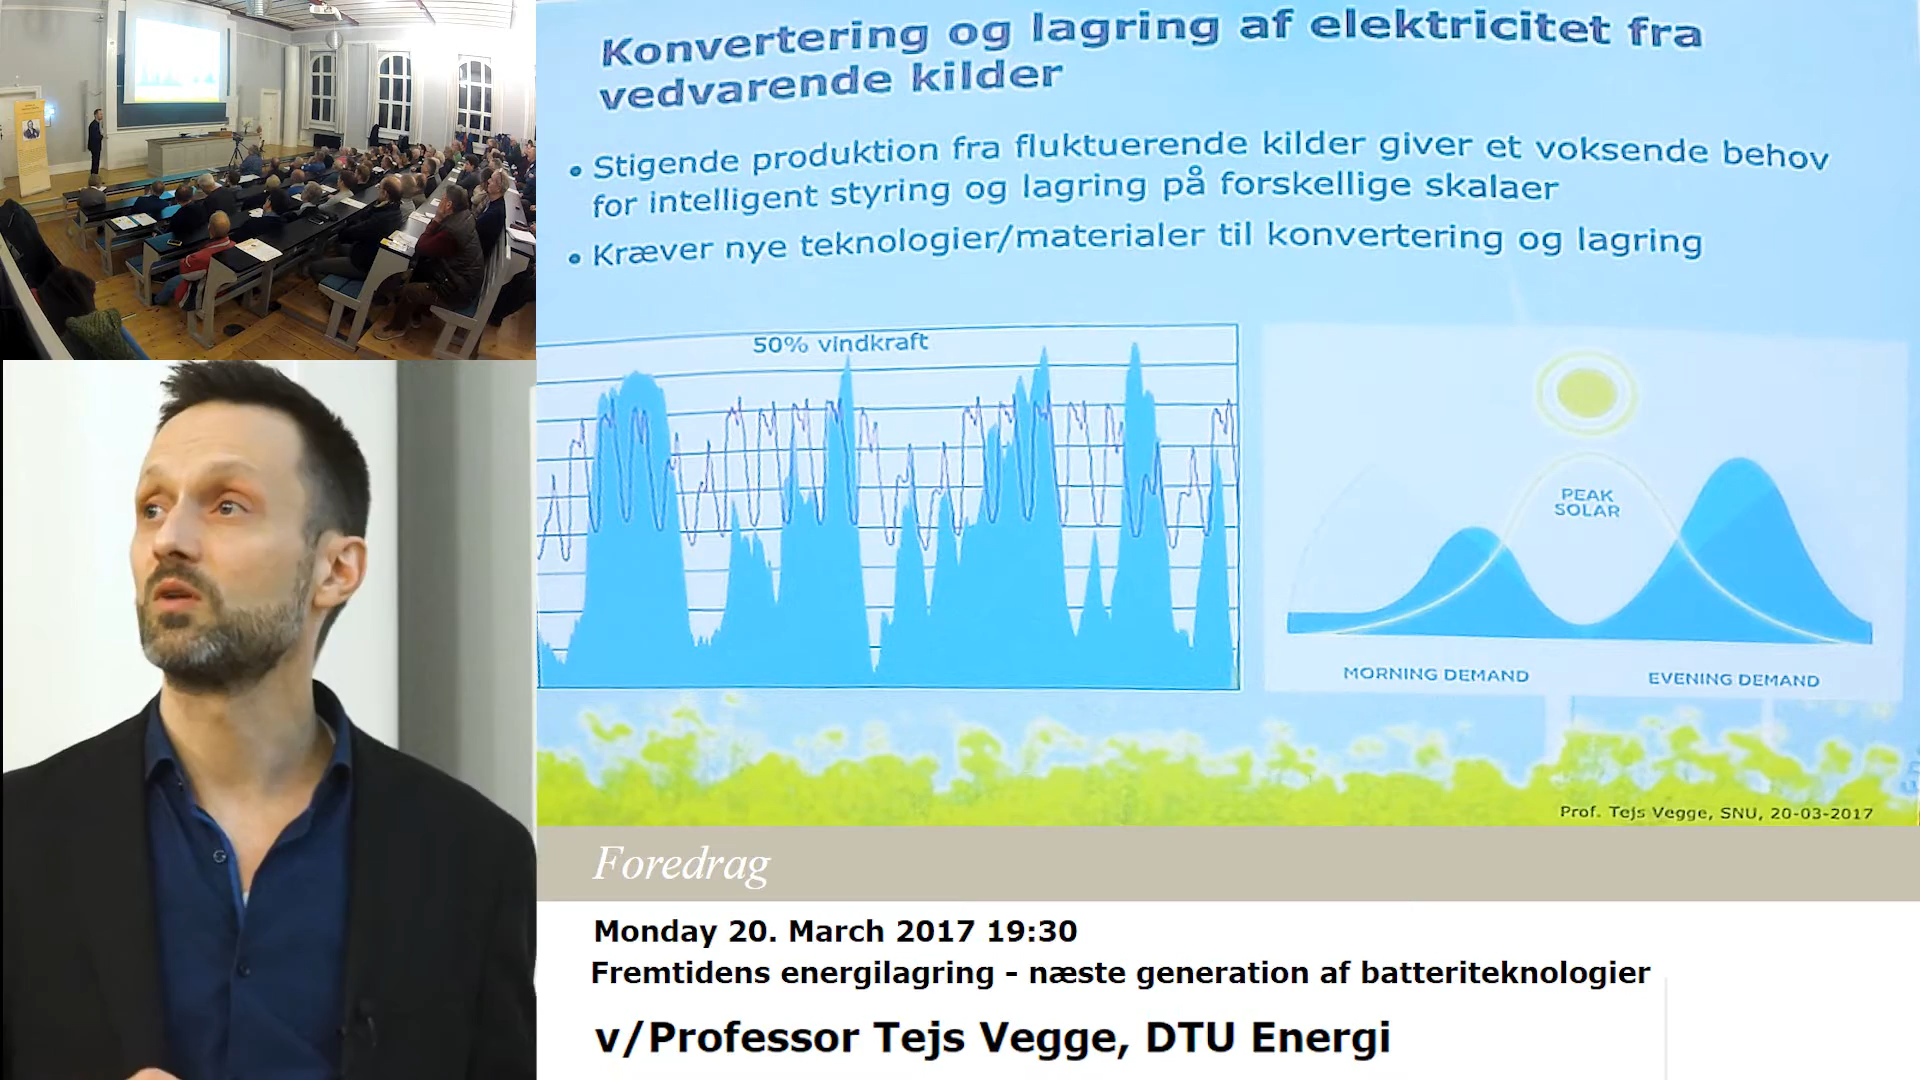 Konvertering og lagring af elektricitet fra
vedvarende kilder
• Stigende produktion fra fluktuerende kilder giver et voksende behov
for intelligent styring og lagring på forskellige skalaer
• Kræver nye teknologier/materialer til konvertering og lagring
50% vindkraft
PEAK
SOLAR
MORNING DEMAND
EVENING DEMAND
Prof. Tejs Vegge, SNU, 20-03-2017
Foredrag
Monday 20. March 2017 19:30
Fremtidens energilagring - næste generation af batteriteknologier
v/Professor Tejs Vegge, DTU Energi